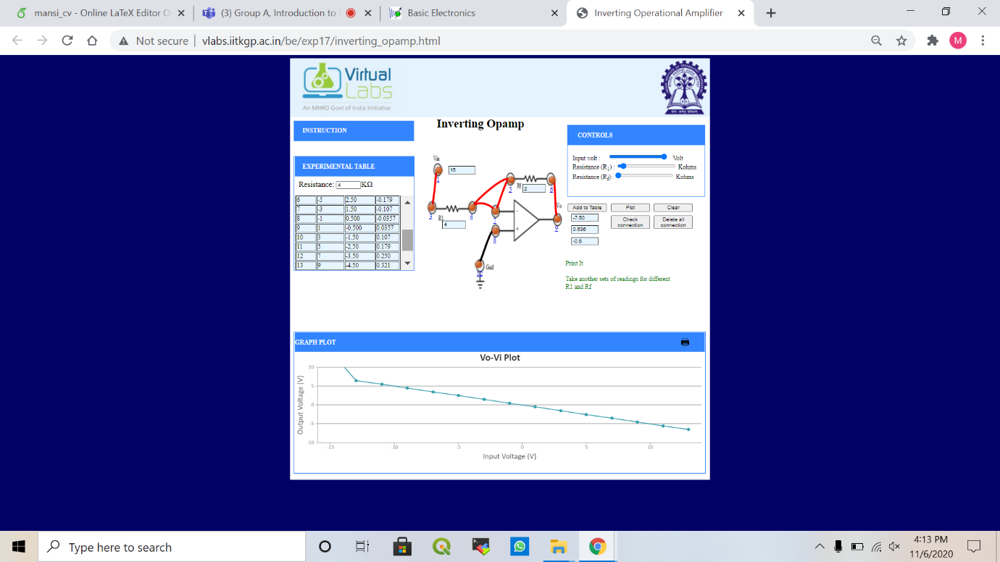 mansi_cv - Online LaTeX Editor O
(3) Group A, Introduction to
Basic Electronics
Inverting Operational Amplifier
Not secure | vlabs.iitkgp.ac.in/be/exp17/inverting_opamp.html
M
Virtual
Labs
An MHRD Govt of India Initiative
Inverting Opamp
INSTRUCTION
EXPERIMENTAL TABLE
Resistance: 4 KΩ
6 -5 2.50 -0.179
7 -3 1.50 -0.107
8 -1 0.500 -0.0357
9 1 -0.500 0.0357
10 3 -1.50 0.107
11 5 -2.50 0.179
12 7 -3.50 0.250
13 9 -4.50 0.321
Vin
15
1
3
R1
4
4
5
Rf
2
6
-
+
8
Vo
9
Gnd
CONTROLS
Input volt : Volt
Resistance (R1) : Kohms
Resistance (Rf): Kohms
Add to Table
Plot
Clear
-7.50
Check connection
Delete all connection
0.536
-0.5
Print It
Take another sets of readings for different
R1 and Rf
GRAPH PLOT
Vo-Vi Plot
Output Voltage (V)
10
5
0
-5
-10
-15 -10 -5 0 5 10
Input Voltage (V)
Type here to search
4:13 PM
11/6/2020